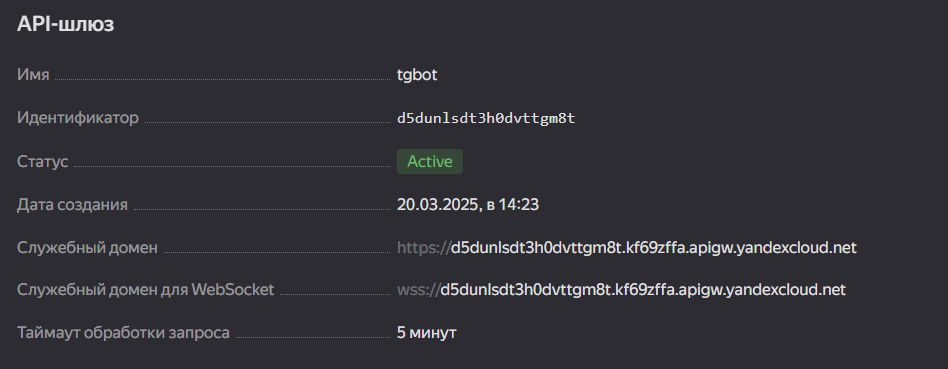 API-шлюз
Имя tgbot
Идентификатор d5dunlsdt3h0dvttgm8t
Статус Active
Дата создания 20.03.2025, в 14:23
Служебный домен https://d5dunlsdt3h0dvttgm8t.kf69zffa.apigw.yandexcloud.net
Служебный домен для WebSocket wss://d5dunlsdt3h0dvttgm8t.kf69zffa.apigw.yandexcloud.net
Таймаут обработки запроса 5 минут